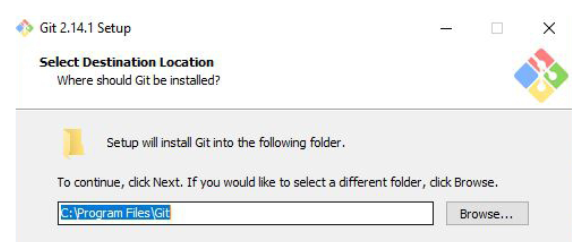 Git 2.14.1 Setup
Select Destination Location
Where should Git be installed?
Setup will install Git into the following folder.
To continue, click Next. If you would like to select a different folder, click Browse.
C:\Program Files\Git
Browse...